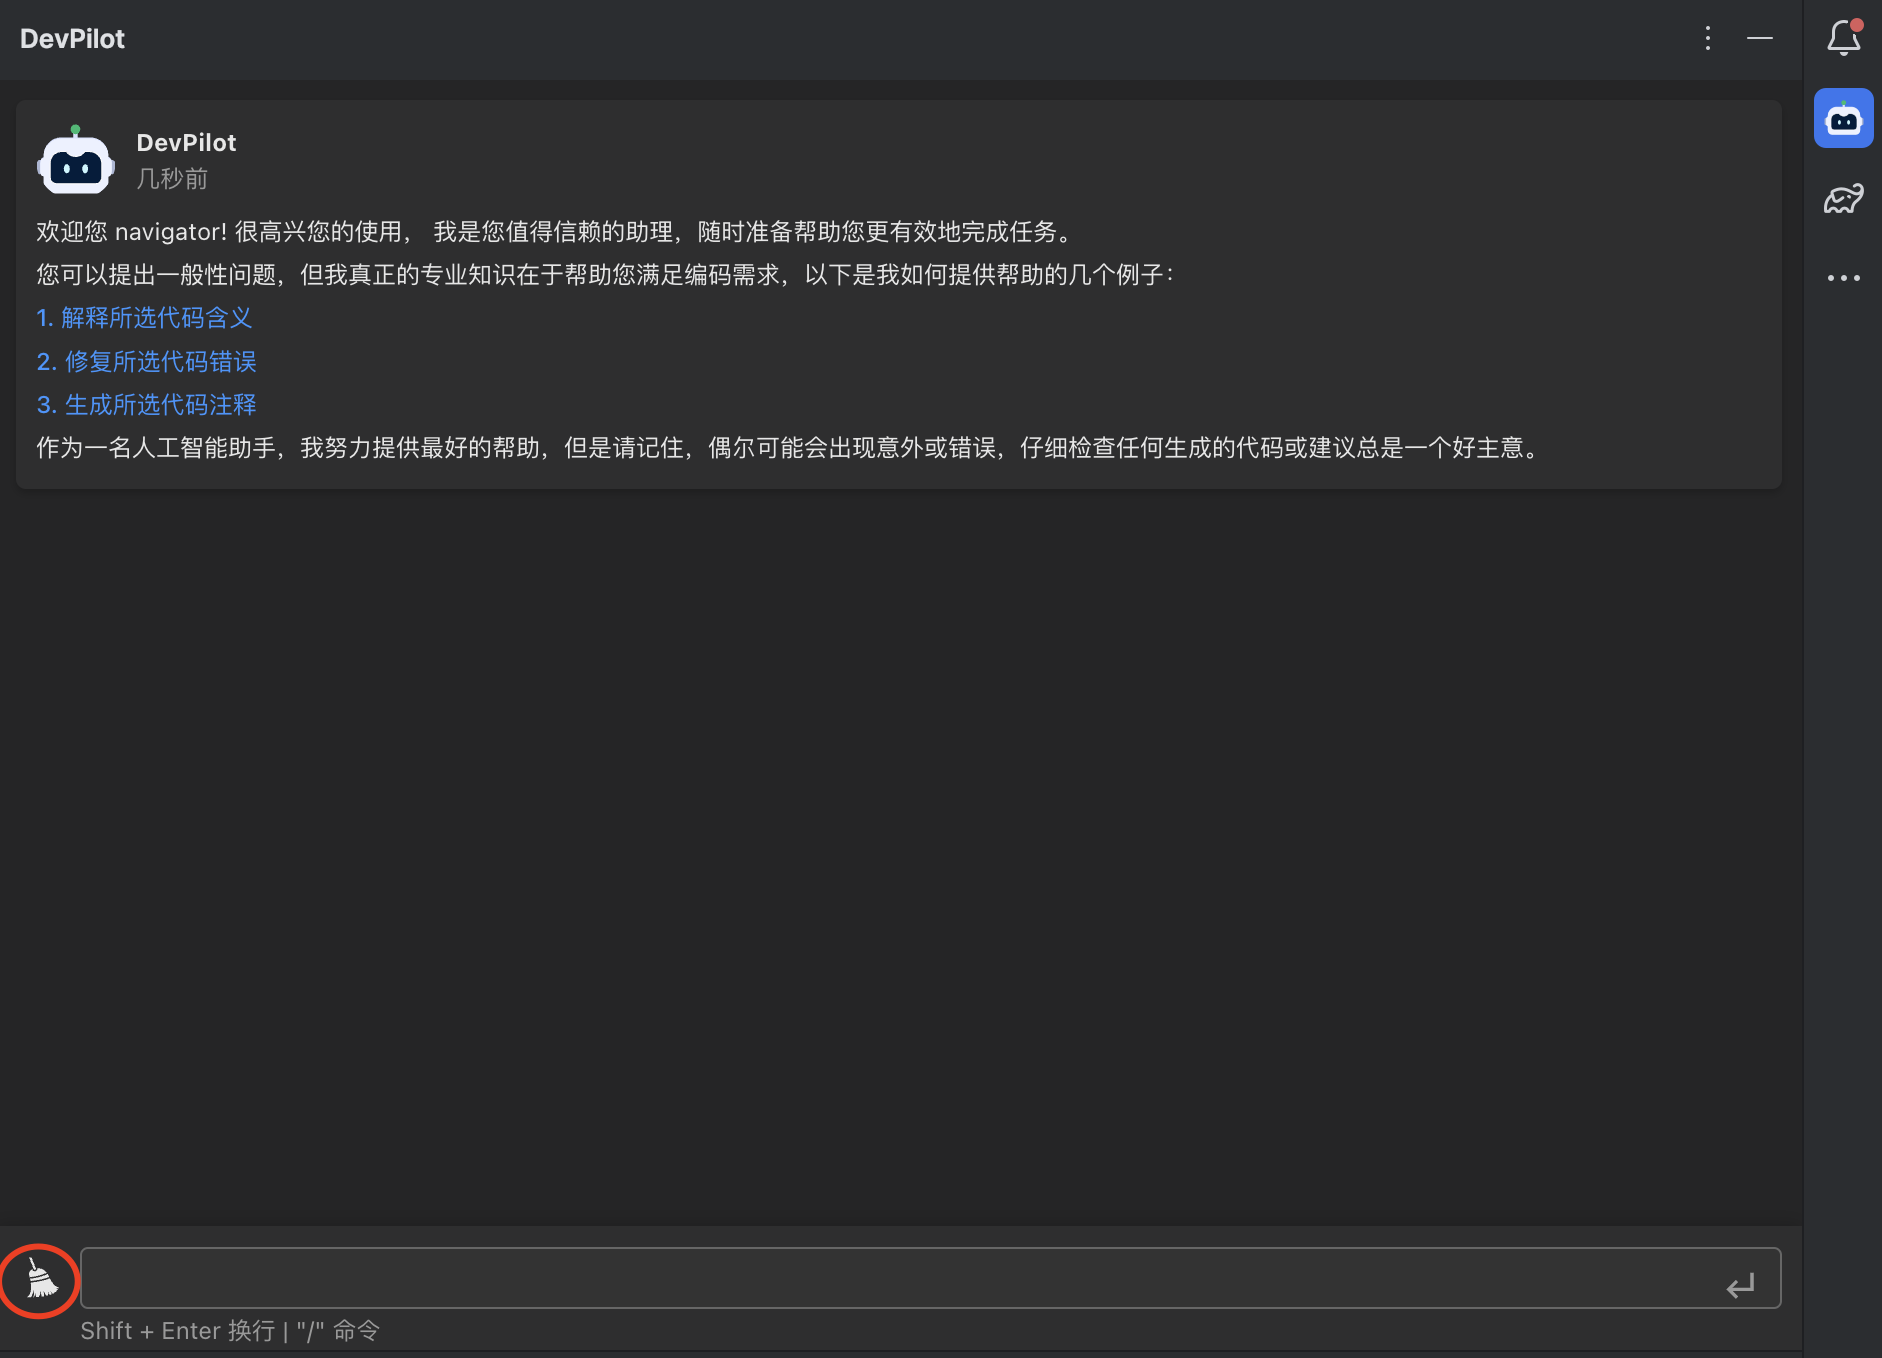 DevPilot
DevPilot
几秒前
欢迎您 navigator! 很高兴您的使用， 我是您值得信赖的助理，随时准备帮助您更有效地完成任务。
您可以提出一般性问题，但我真正的专业知识在于帮助您满足编码需求，以下是我如何提供帮助的几个例子：
1. 解释所选代码含义
2. 修复所选代码错误
3. 生成所选代码注释
作为一名人工智能助手，我努力提供最好的帮助，但是请记住，偶尔可能会出现意外或错误，仔细检查任何生成的代码或建议总是一个好主意。
Shift + Enter 换行 | "/" 命令